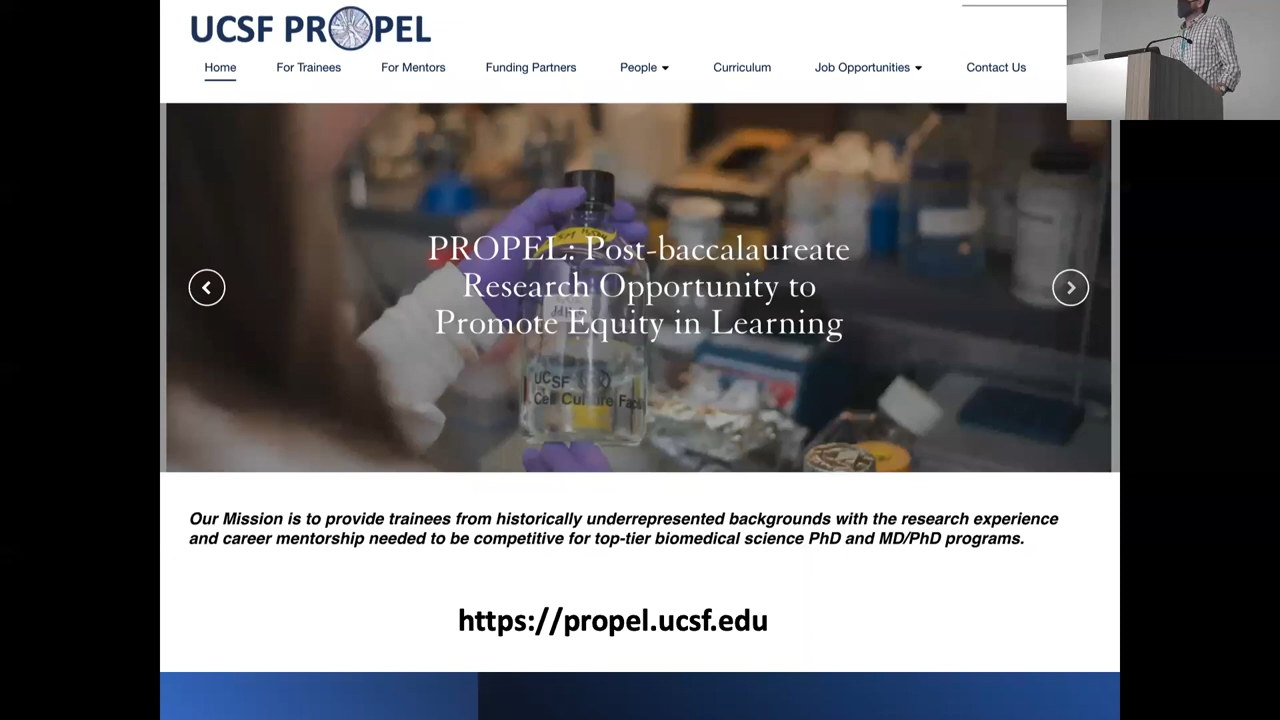 UCSF PROPEL
Home For Trainees For Mentors Funding Partners People Curriculum Job Opportunities Contact Us
PROPEL: Post-baccalaureate
Research Opportunity to
Promote Equity in Learning
UCSF
Cell Culture
Our Mission is to provide trainees from historically underrepresented backgrounds with the research experience
and career mentorship needed to be competitive for top-tier biomedical science PhD and MD/PhD programs.
https://propel.ucsf.edu